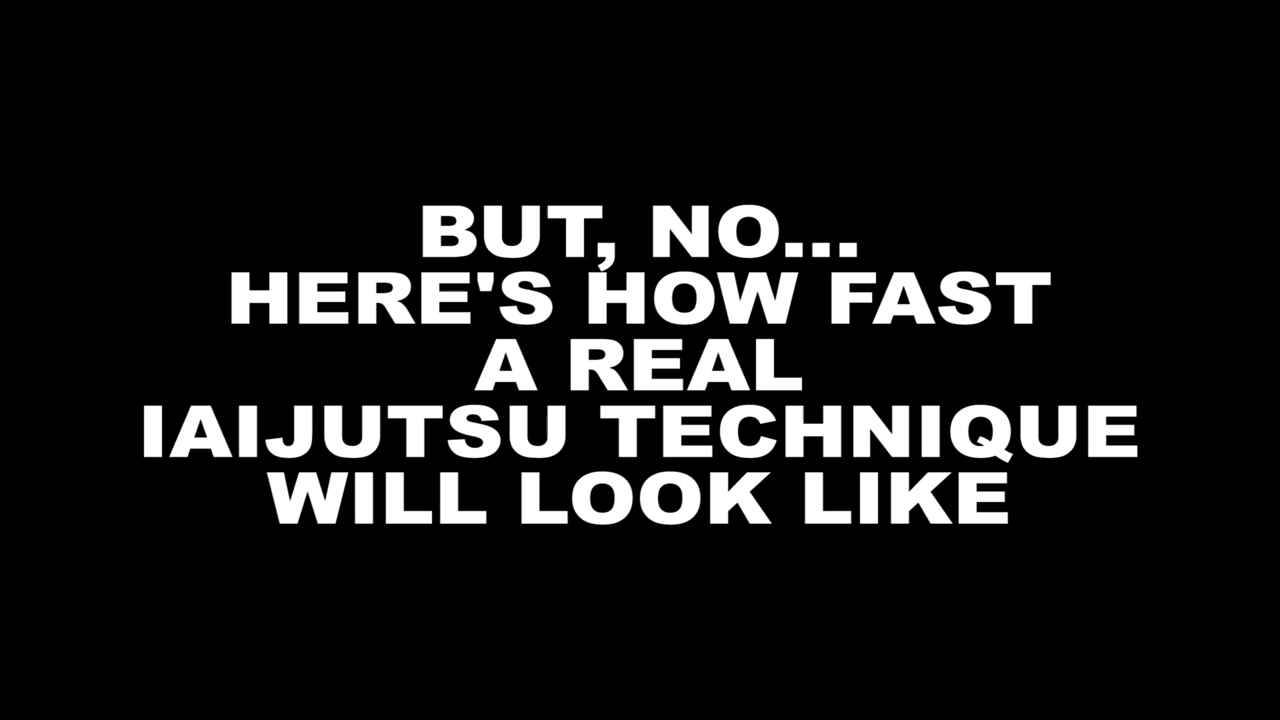 BUT, NO...
HERE'S HOW FAST
A REAL
IAIJUTSU TECHNIQUE
WILL LOOK LIKE